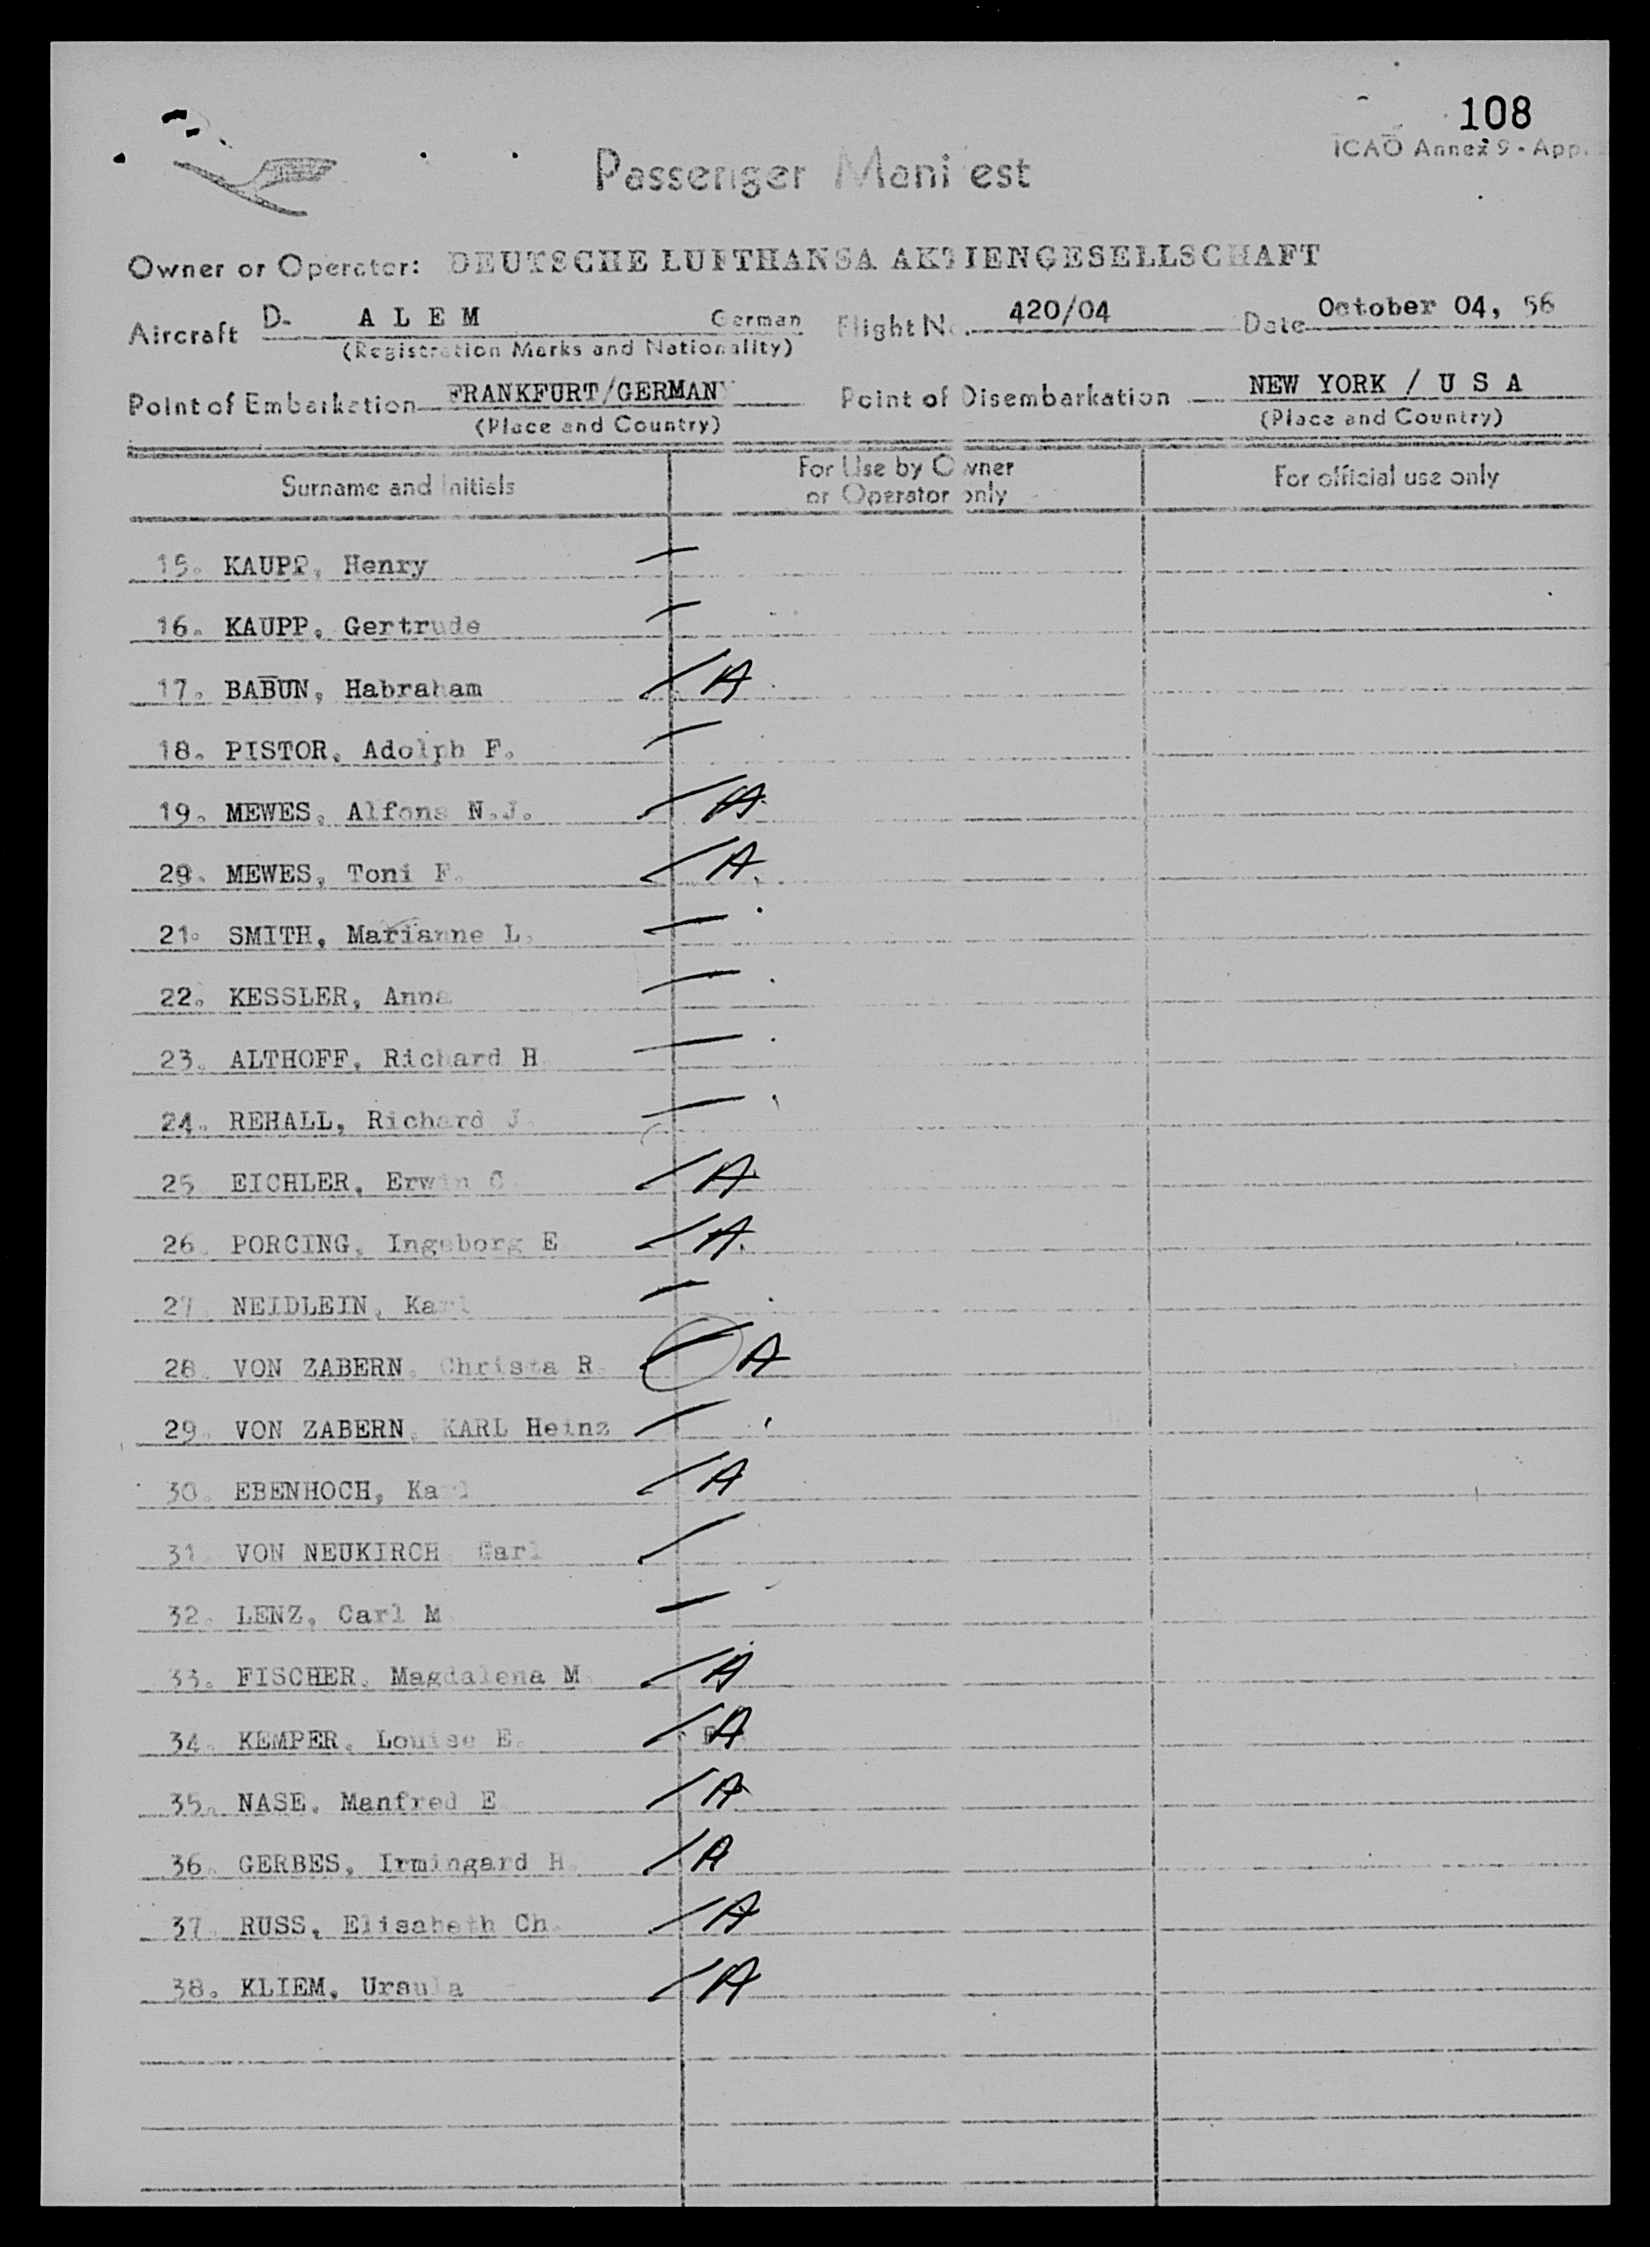 108
ICAO Annex 9 - App.
Passenger Manifest
Owner or Operator: DEUTSCHE LUFTHANSA AKTIENGESELLSCHAFT
Aircraft D- A L E M German Flight No. 420/04 Date October 04, 56
(Registration Marks and Nationality)
Point of Embarkation FRANKFURT/GERMANY Point of Disembarkation NEW YORK / U S A
(Place and Country) (Place and Country)
Surname and Initials For Use by Owner or Operator only For official use only
15. KAUPP, Henry
16. KAUPP, Gertrude
17. BABUN, Habraham A
18. PISTOR, Adolph F.
19. MEWES, Alfons N.J. A
20. MEWES, Toni F. A
21. SMITH, Marianne L.
22. KESSLER, Anna
23. ALTHOFF, Richard H
24. REHALL, Richard J.
25 EICHLER, Erwin C A
26. PORCING, Ingeborg E A
27 NEIDLEIN, Karl
28. VON ZABERN, Christa R. A
29. VON ZABERN, KARL Heinz
30. EBENHOCH, Karl A
31 VON NEUKIRCH Carl
32. LENZ, Carl M
33. FISCHER, Magdalena M A
34. KEMPER, Louise E. A
35. NASE, Manfred E A
36. GERBES, Irmingard H. A
37. RUSS, Elisabeth Ch. A
38. KLIEM, Ursula A